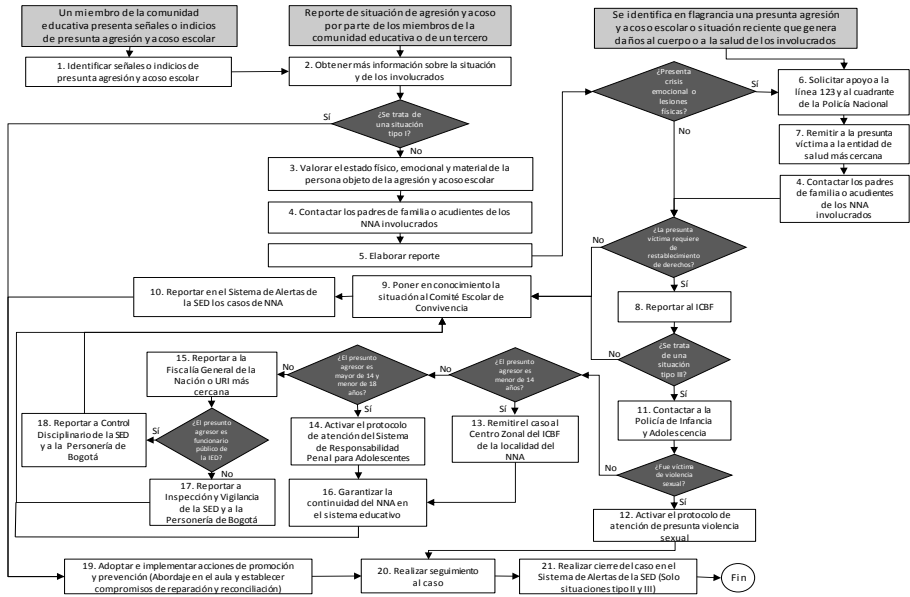 Un miembro de la comunidad
educativa presenta señales o indicios
de presunta agresión y acoso escolar
Reporte de situación de agresión y acoso
por parte de los miembros de la
comunidad educativa o de un tercero
Se identifica en flagrancia una presunta agresión
y acoso escolar o situación reciente que genera
daños al cuerpo o a la salud de los involucrados
1. Identificar señales o indicios de
presunta agresión y acoso escolar
2. Obtener más información sobre la situación
y de los involucrados
¿Presenta
crisis
emocional o
lesiones
físicas?
Sí
No
6. Solicitar apoyo a la
línea 123 y al cuadrante
de la Policía Nacional
¿Se trata de
una situación
tipo I?
Sí
No
7. Remitir a la presunta
víctima a la entidad de
salud más cercana
3. Valorar el estado físico, emocional y material de la
persona objeto de la agresión y acoso escolar
4. Contactar los padres
de familia o acudientes
de los NNA
involucrados
4. Contactar los padres de familia o acudientes de los
NNA involucrados
5. Elaborar reporte
¿La presunta
víctima requiere
de
restablecimiento
de derechos?
No
Sí
10. Reportar en el Sistema de Alertas de
la SED los casos de NNA
9. Poner en conocimiento la
situación al Comité Escolar de
Convivencia
8. Reportar al ICBF
¿Se trata
de una
situación
tipo III?
No
Sí
15. Reportar a la
Fiscalía General de la
Nación o URI más
cercana
¿El presunto
agresor es
mayor de 14 y
menor de 18
años?
No
Sí
¿El presunto
agresor es
menor de 14
años?
No
Sí
11. Contactar a la
Policía de Infancia
y Adolescencia
18. Reportar a Control
Disciplinario de la SED
y a la Personería de
Bogotá
¿El presunto
agresor es
funcionario
público de
la IED?
Sí
No
14. Activar el protocolo
de atención del Sistema
de Responsabilidad
Penal para Adolescentes
13. Remitir el caso al
Centro Zonal del ICBF
de la localidad del
NNA
¿Fue víctima
de violencia
sexual?
No
Sí
17. Reportar a
Inspección y Vigilancia
de la SED y a la
Personería de Bogotá
16. Garantizar la
continuidad del NNA en
el sistema educativo
12. Activar el protocolo de
atención de presunta violencia
sexual
19. Adoptar e implementar acciones de promoción
y prevención (Abordaje en el aula y establecer
compromisos de reparación y reconciliación)
20. Realizar seguimiento
al caso
21. Realizar cierre del caso en el
Sistema de Alertas de la SED (Solo
situaciones tipo II y III)
Fin